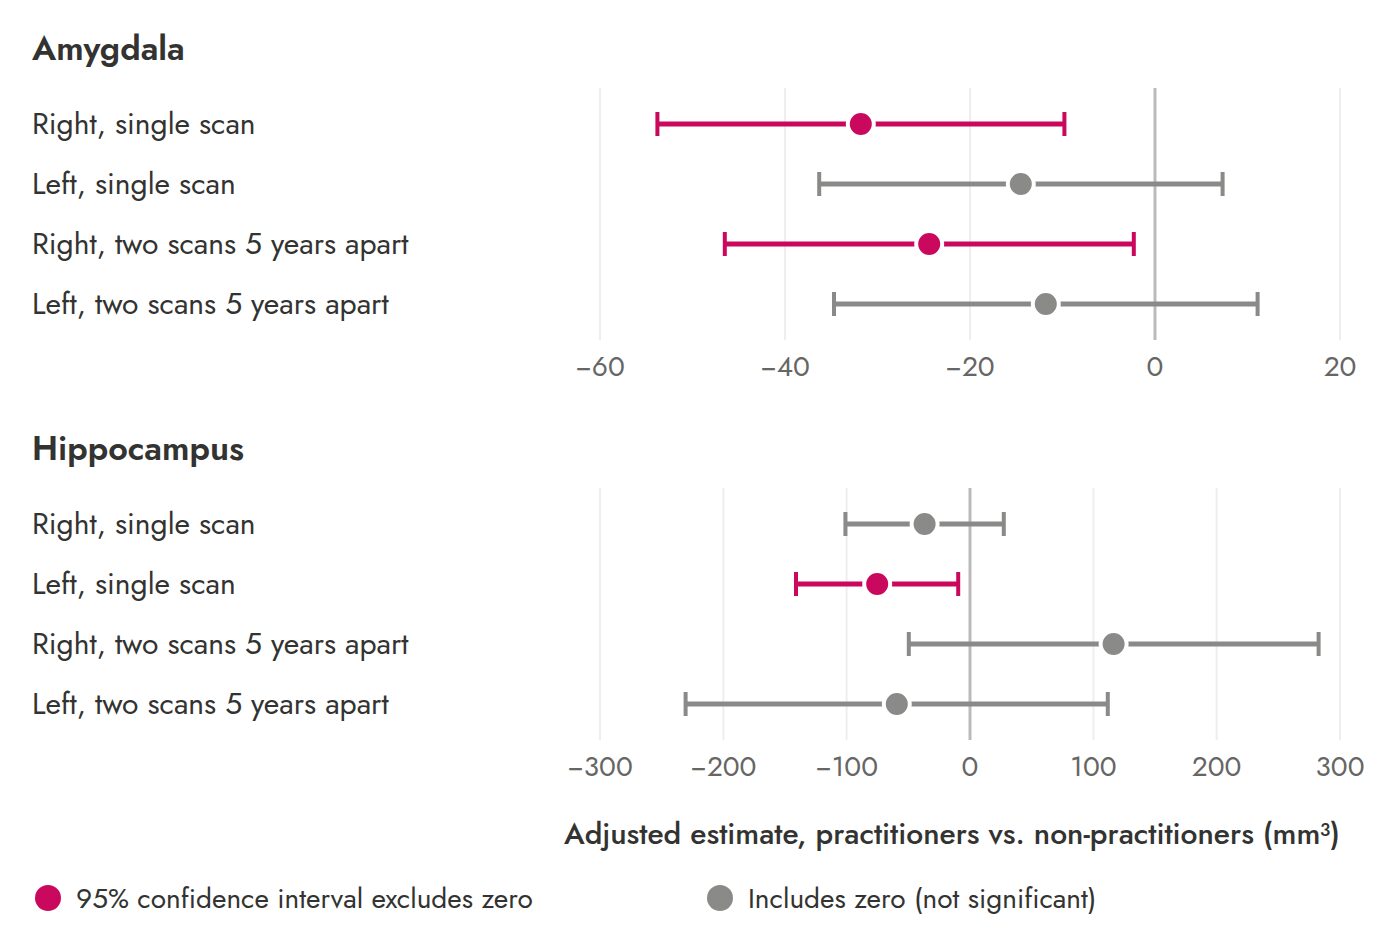 Amygdala
Right, single scan
Left, single scan
Right, two scans 5 years apart
Left, two scans 5 years apart
−60 −40 −20 0 20
Hippocampus
Right, single scan
Left, single scan
Right, two scans 5 years apart
Left, two scans 5 years apart
−300 −200 −100 0 100 200 300
Adjusted estimate, practitioners vs. non-practitioners (mm³)
95% confidence interval excludes zero Includes zero (not significant)